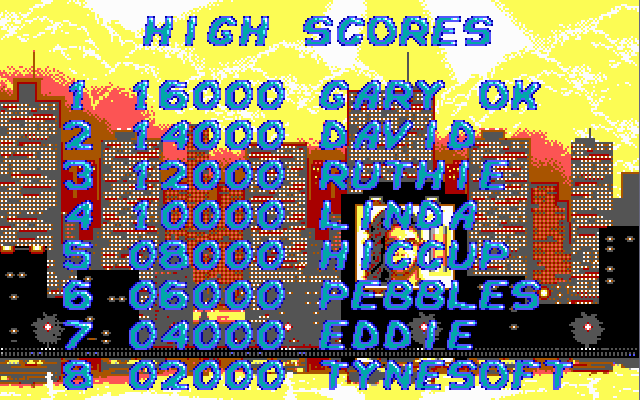 HIGH SCORES
1 16000 GARY OK
2 14000 DAVID
3 12000 RUTHIE
4 10000 LINDA
5 08000 HICCUP
6 06000 PEBBLES
7 04000 EDDIE
8 02000 TYNESOFT